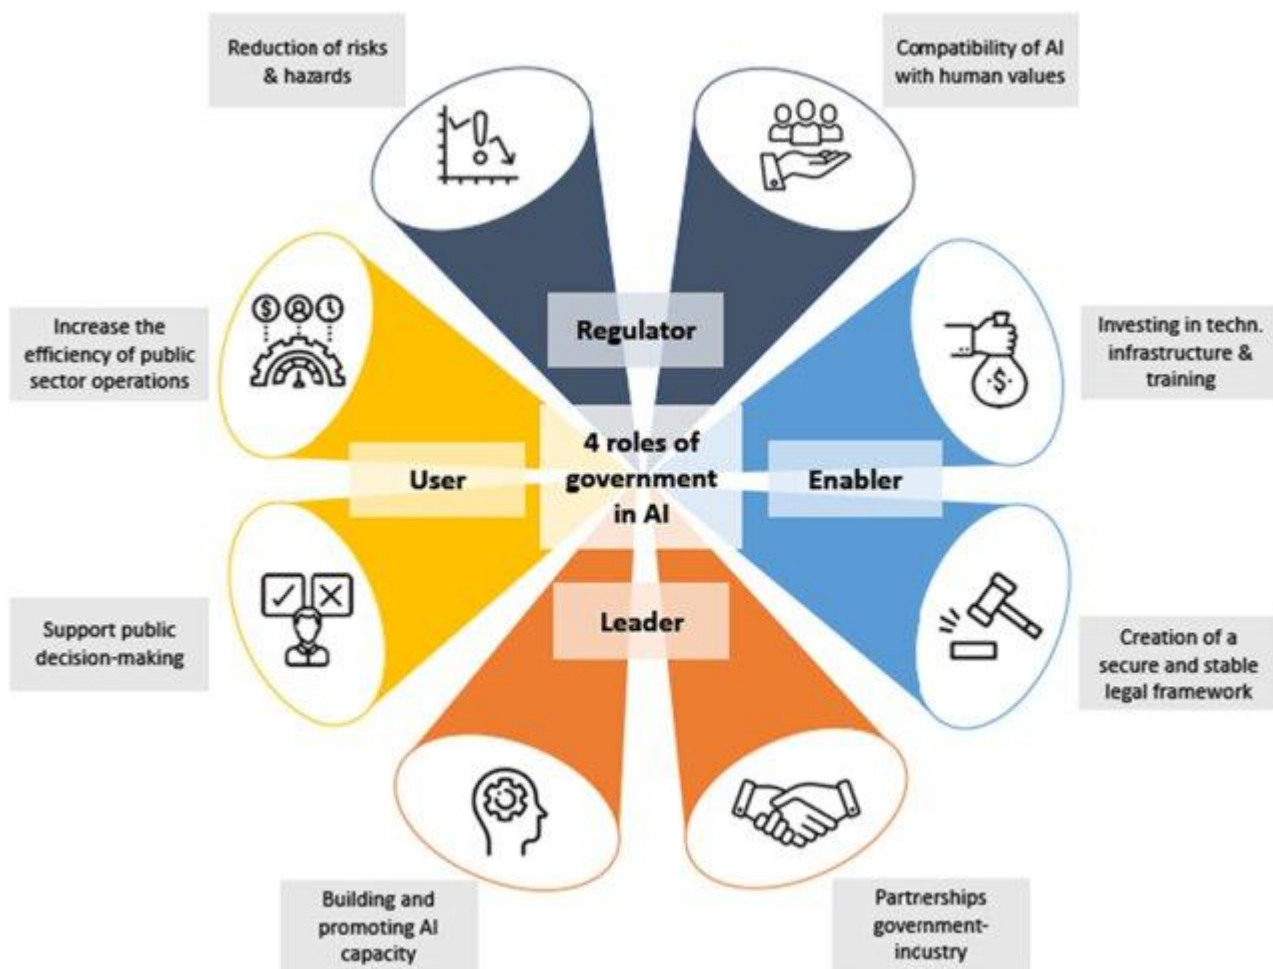 Reduction of risks
& hazards
Compatibility of AI
with human values
Increase the
efficiency of public
sector operations
Regulator
Investing in techn.
infrastructure &
training
User
4 roles of
government
in AI
Enabler
Support public
decision-making
Leader
Creation of a
secure and stable
legal framework
Building and
promoting AI
capacity
Partnerships
government-
industry
$
$